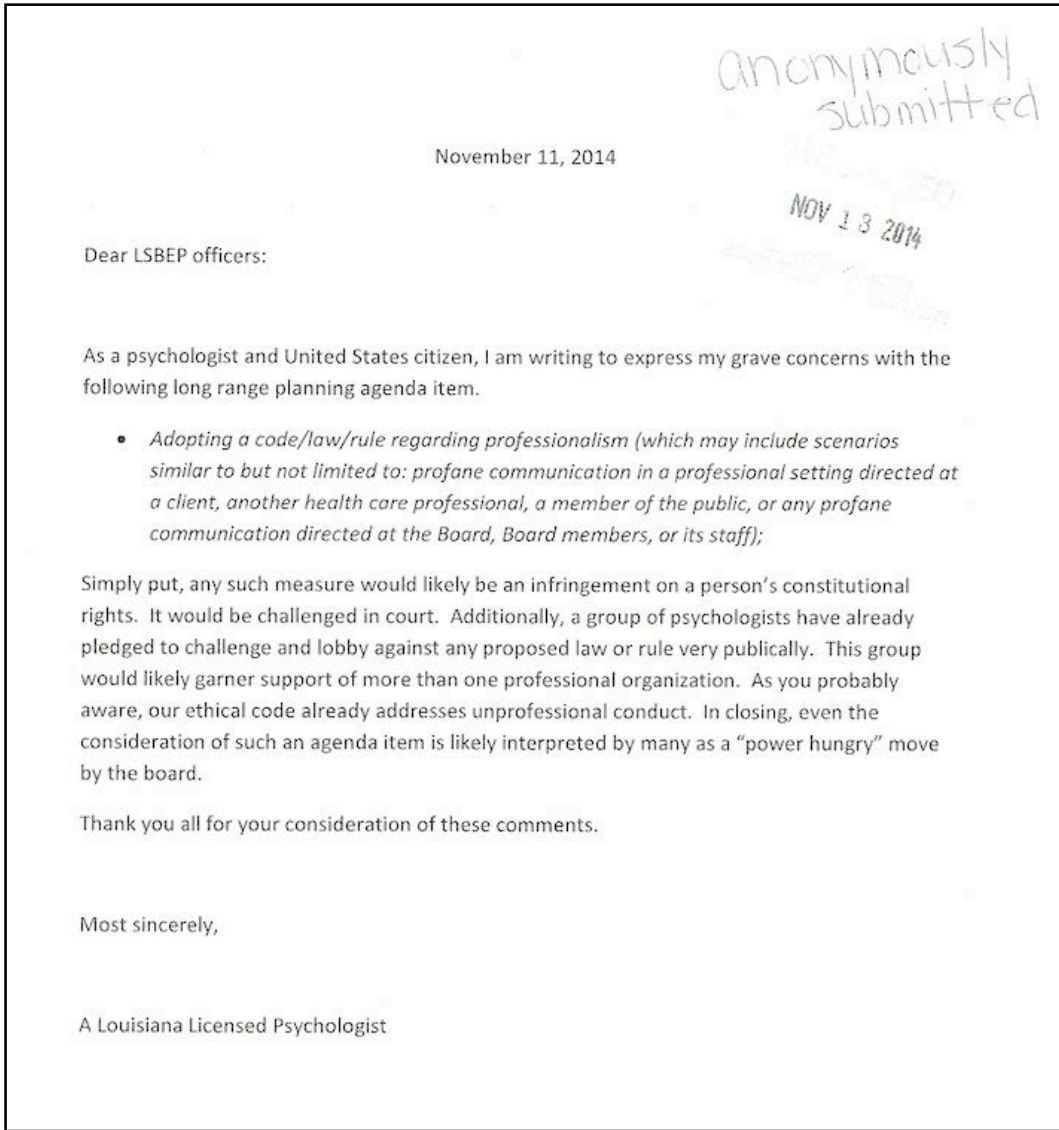 anonymously
submitted
November 11, 2014
NOV 13 2014
Dear LSBEP officers:
As a psychologist and United States citizen, I am writing to express my grave concerns with the
following long range planning agenda item.
• Adopting a code/law/rule regarding professionalism (which may include scenarios
similar to but not limited to: profane communication in a professional setting directed at
a client, another health care professional, a member of the public, or any profane
communication directed at the Board, Board members, or its staff);
Simply put, any such measure would likely be an infringement on a person's constitutional
rights. It would be challenged in court. Additionally, a group of psychologists have already
pledged to challenge and lobby against any proposed law or rule very publically. This group
would likely garner support of more than one professional organization. As you probably
aware, our ethical code already addresses unprofessional conduct. In closing, even the
consideration of such an agenda item is likely interpreted by many as a "power hungry" move
by the board.
Thank you all for your consideration of these comments.
Most sincerely,
A Louisiana Licensed Psychologist